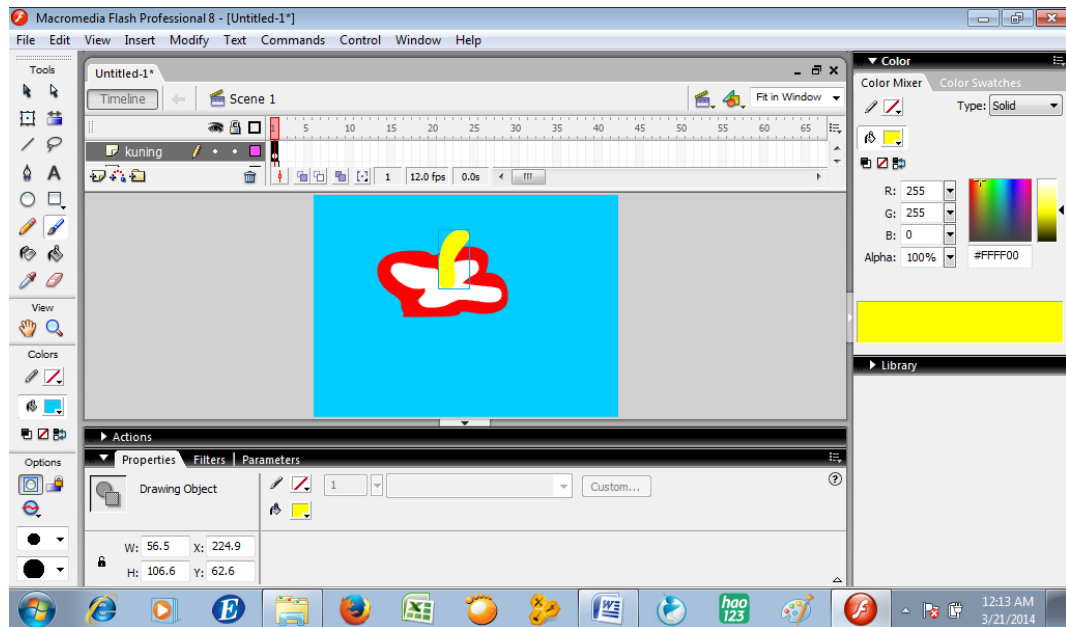 Macromedia Flash Professional 8 - [Untitled-1*]
File Edit View Insert Modify Text Commands Control Window Help
Tools
Untitled-1*
Timeline
Scene 1
Fit in Window
1 5 10 15 20 25 30 35 40 45 50 55 60 65
kuning
1 12.0 fps 0.0s
A
View
Colors
Options
Color
Color Mixer Color Swatches
Type: Solid
R: 255
G: 255
B: 0
Alpha: 100% #FFFF00
Library
Actions
Properties Filters Parameters
Drawing Object
1
Custom...
?
W: 56.5 X: 224.9
H: 106.6 Y: 62.6
hao
123
12:13 AM
3/21/2014